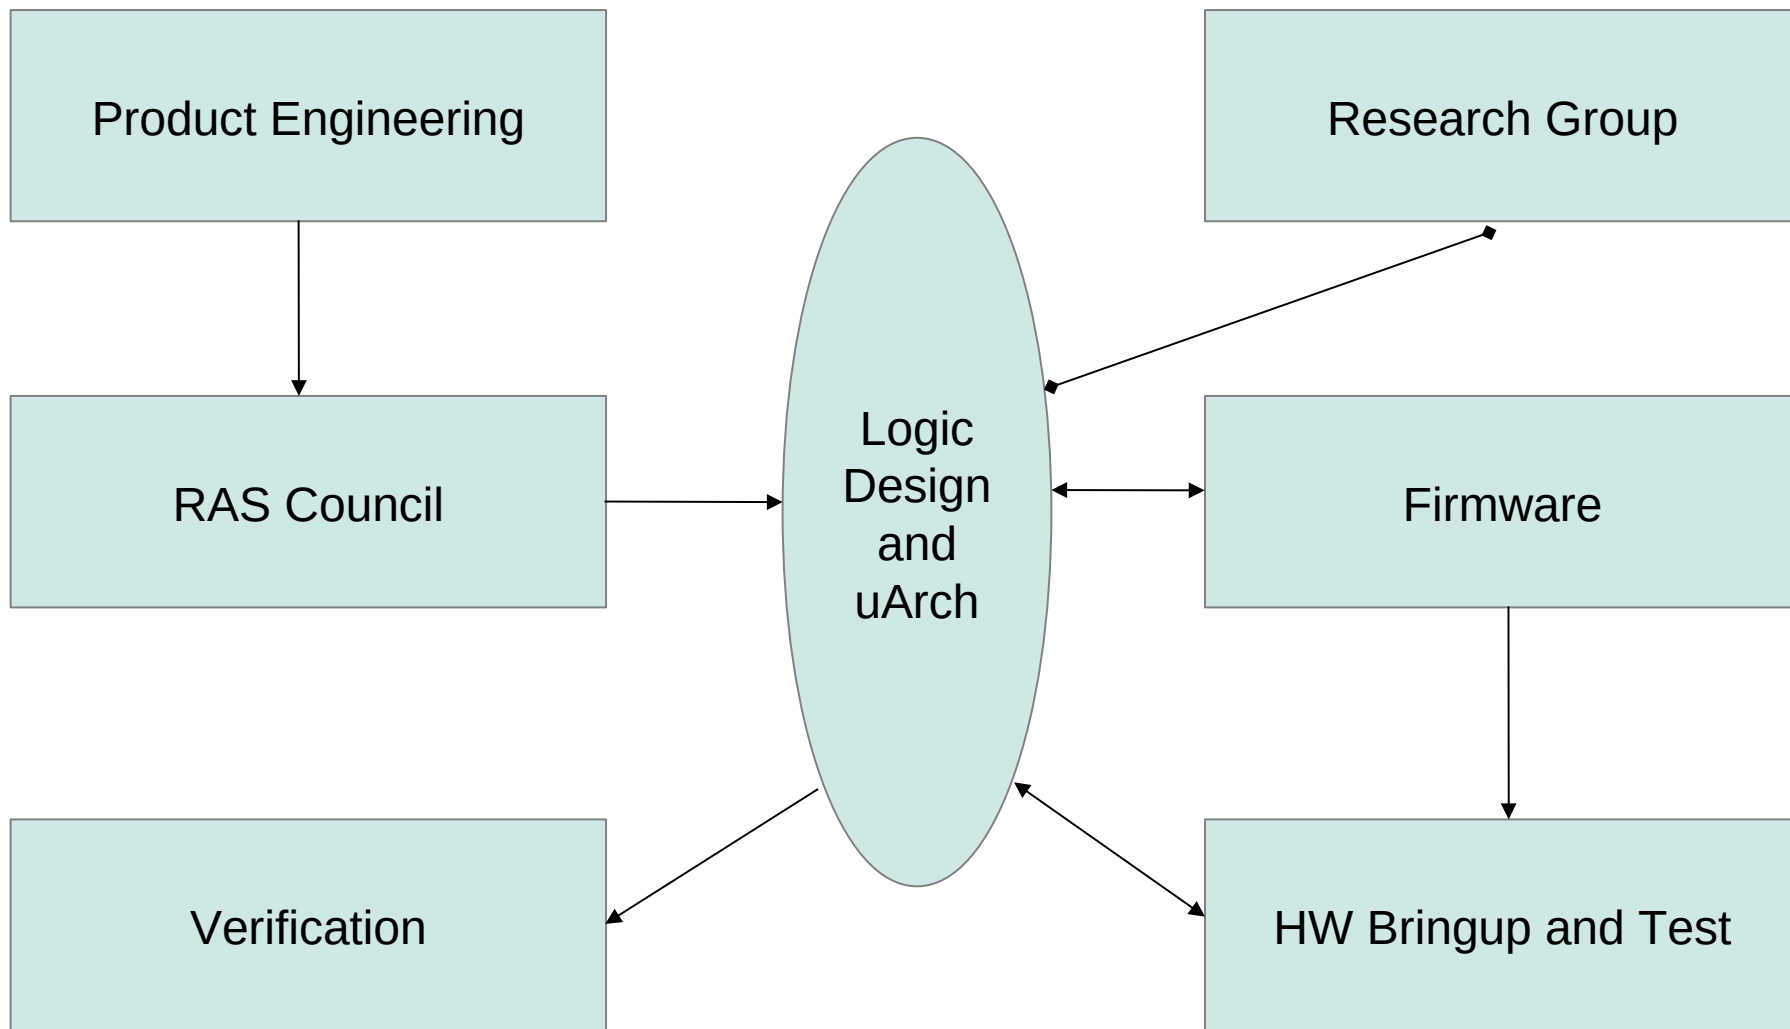 Product Engineering
Research Group
Logic
Design
and
uArch
RAS Council
Firmware
Verification
HW Bringup and Test